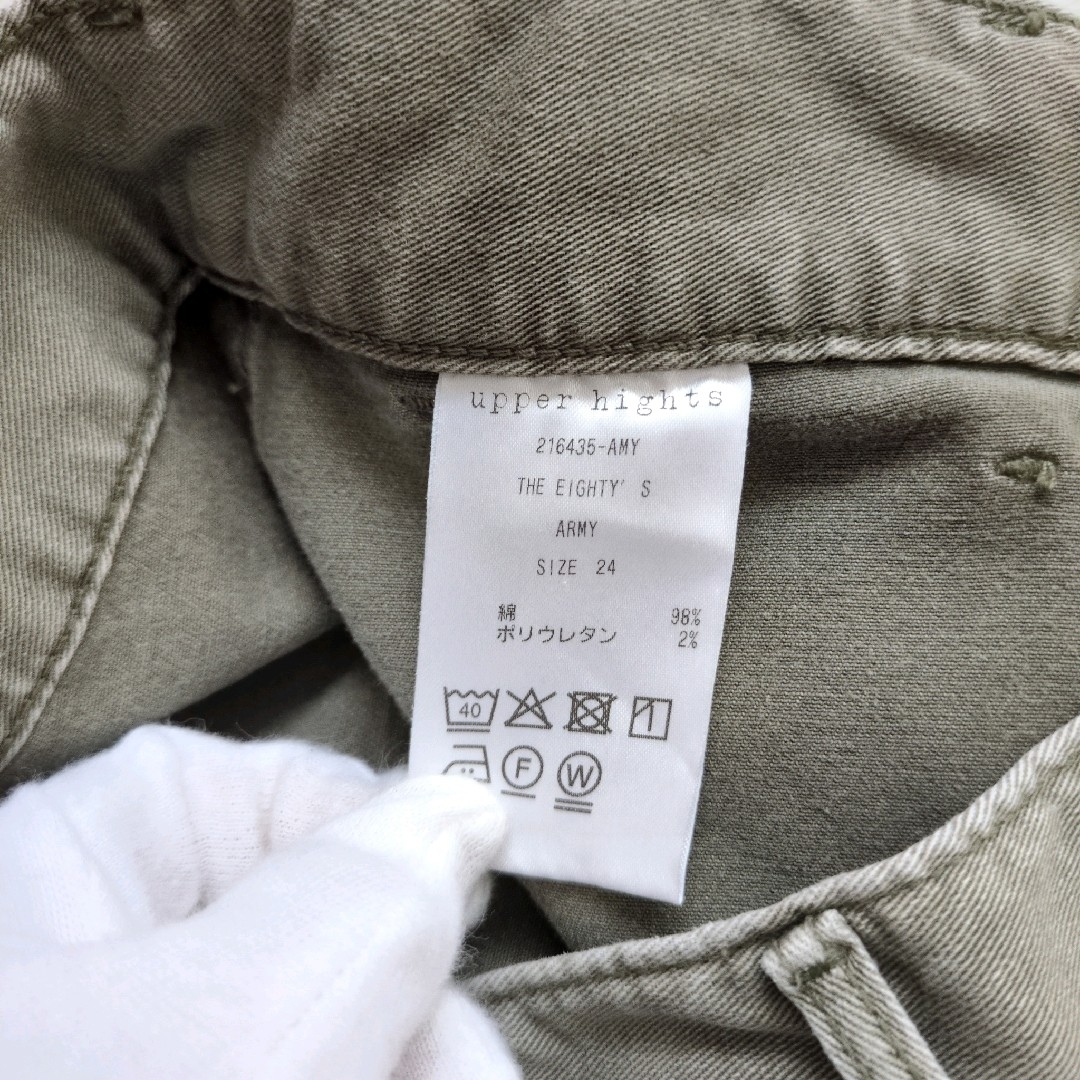 upper hights
216435-AMY
THE EIGHTY' S
ARMY
SIZE 24
綿 98%
ポリウレタン 2%
40
F W